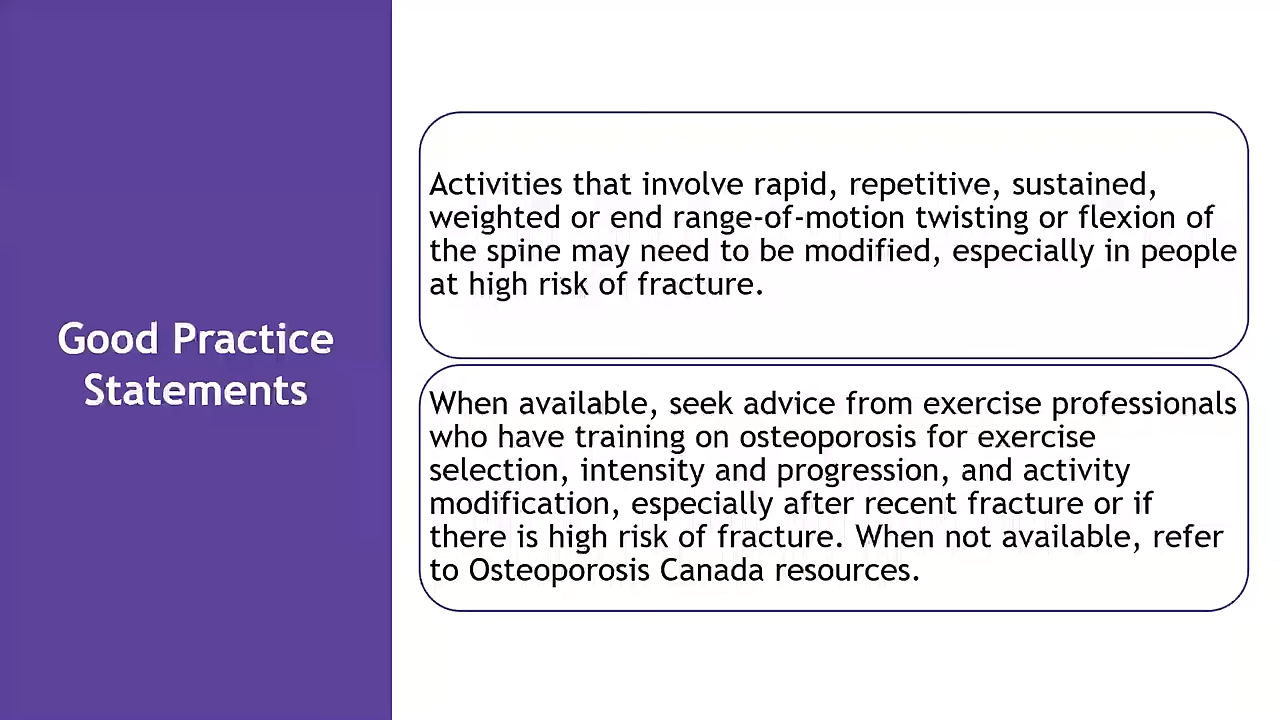 Good Practice
Statements
Activities that involve rapid, repetitive, sustained,
weighted or end range-of-motion twisting or flexion of
the spine may need to be modified, especially in people
at high risk of fracture.
When available, seek advice from exercise professionals
who have training on osteoporosis for exercise
selection, intensity and progression, and activity
modification, especially after recent fracture or if
there is high risk of fracture. When not available, refer
to Osteoporosis Canada resources.